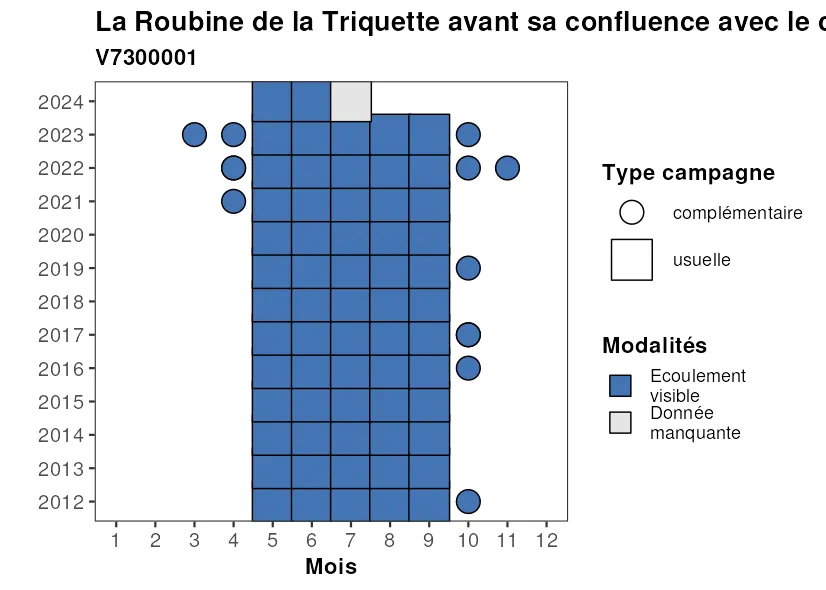 La Roubine de la Triquette avant sa confluence avec le c
V7300001
2024
2023
2022
2021
2020
2019
2018
2017
2016
2015
2014
2013
2012
1 2 3 4 5 6 7 8 9 10 11 12
Mois
Type campagne
complémentaire
usuelle
Modalités
Ecoulement
visible
Donnée
manquante